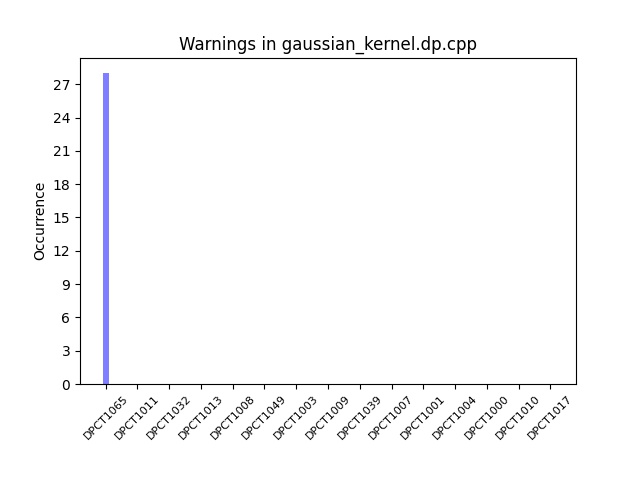 Warnings in gaussian_kernel.dp.cpp
Occurrence
27
24
21
18
15
12
9
6
3
0
DPCT1065
DPCT1011
DPCT1032
DPCT1013
DPCT1008
DPCT1049
DPCT1003
DPCT1009
DPCT1039
DPCT1007
DPCT1001
DPCT1004
DPCT1000
DPCT1010
DPCT1017